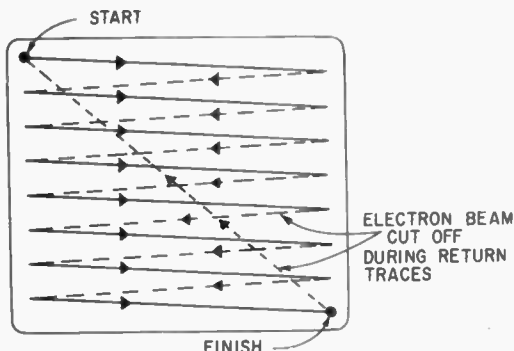 START
ELECTRON BEAM
CUT OFF
DURING RETURN
TRACES
FINISH